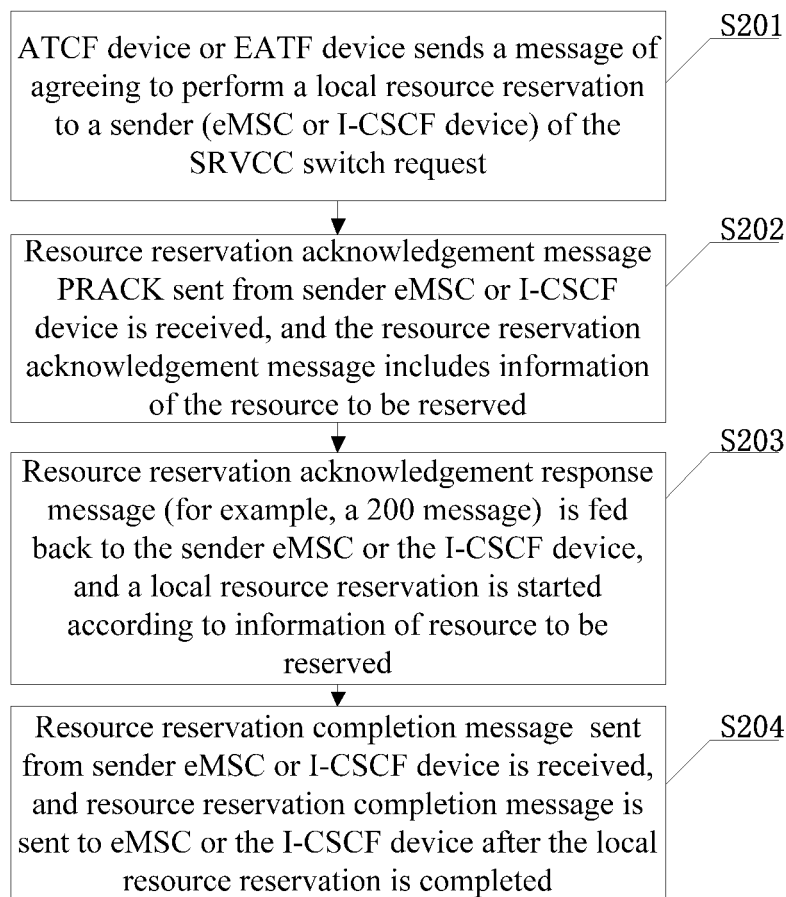 S201
ATCF device or EATF device sends a message of
agreeing to perform a local resource reservation
to a sender (eMSC or I-CSCF device) of the
SRVCC switch request
S202
Resource reservation acknowledgement message
PRACK sent from sender eMSC or I-CSCF
device is received, and the resource reservation
acknowledgement message includes information
of the resource to be reserved
S203
Resource reservation acknowledgement response
message (for example, a 200 message) is fed
back to the sender eMSC or the I-CSCF device,
and a local resource reservation is started
according to information of resource to be
reserved
S204
Resource reservation completion message sent
from sender eMSC or I-CSCF device is received,
and resource reservation completion message is
sent to eMSC or the I-CSCF device after the local
resource reservation is completed